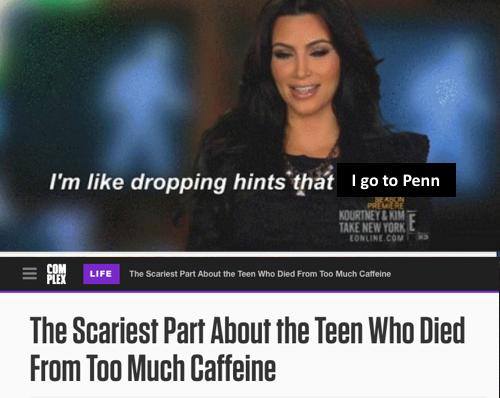 I'm like dropping hints that I go to Penn
SEASON
PREMIERE
KOURTNEY & KIM
TAKE NEW YORK E
EONLINE.COM
COM
PLEX
LIFE The Scariest Part About the Teen Who Died From Too Much Caffeine
The Scariest Part About the Teen Who Died
From Too Much Caffeine